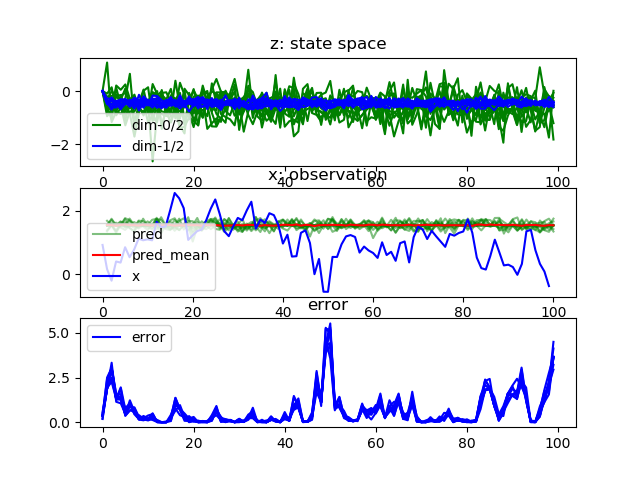 z: state space
0
−2
dim-0/2
dim-1/2
0 20 40 60 80 100
x: observation
2
0
pred
pred_mean
x
0 20 40 60 80 100
error
5.0
2.5
0.0
error
0 20 40 60 80 100